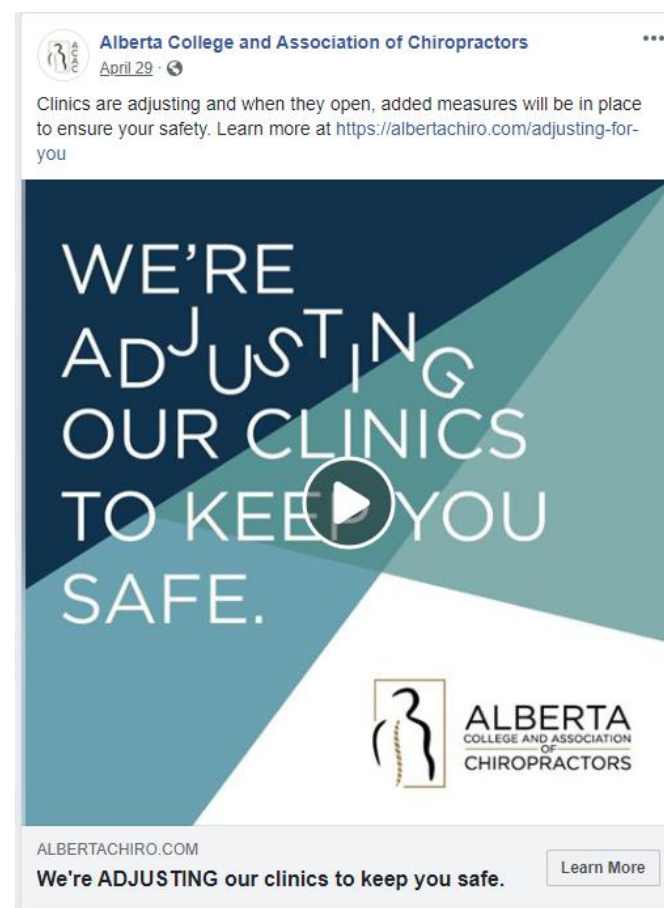 Alberta College and Association of Chiropractors
April 29 ·
Clinics are adjusting and when they open, added measures will be in place
to ensure your safety. Learn more at https://albertachiro.com/adjusting-for-
you
WE'RE
ADJUSTING
OUR CLINICS
TO KEEP YOU
SAFE.
ALBERTA
COLLEGE AND ASSOCIATION
OF
CHIROPRACTORS
ALBERTACHIRO.COM
We're ADJUSTING our clinics to keep you safe.
Learn More